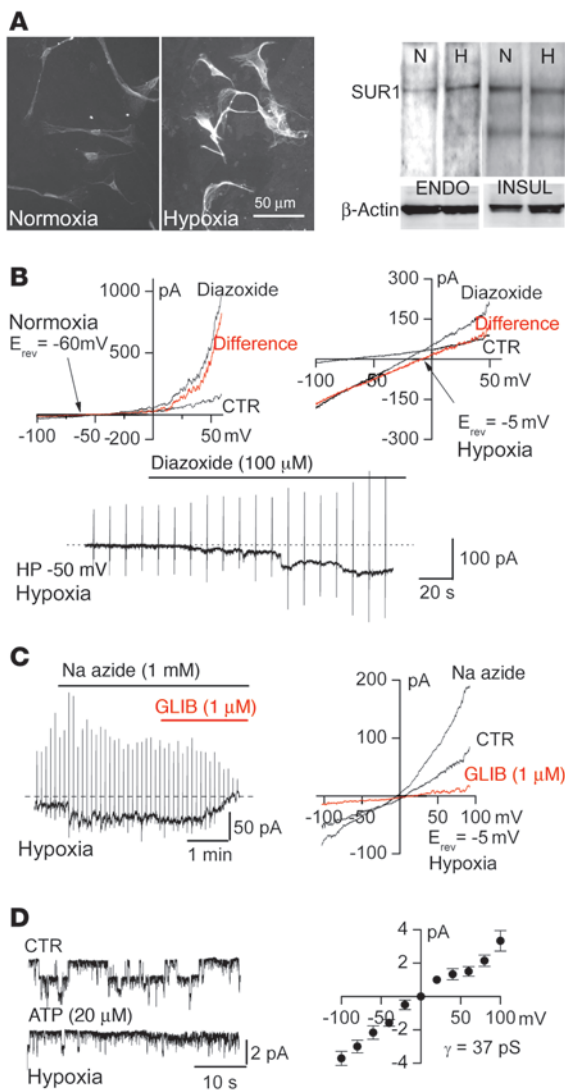 A
Normoxia
Hypoxia
50 μm
N H N H
SUR1
β-Actin
ENDO INSUL
B
1000
pA
Diazoxide
Normoxia
Erev = -60mV
500
Difference
CTR
-100 -50 -200 0 50 mV
300
pA
Diazoxide
150
Difference
CTR
-100 -50 50 mV
-150
-300
Erev = -5 mV
Hypoxia
Diazoxide (100 μM)
HP -50 mV
Hypoxia
100 pA
20 s
C
Na azide (1 mM)
GLIB (1 μM)
Hypoxia
50 pA
1 min
200
pA
Na azide
100
CTR
GLIB (1 μM)
-100 -50 0 50 100 mV
-100
Erev = -5 mV
Hypoxia
D
CTR
ATP (20 μM)
Hypoxia
2 pA
10 s
4
pA
2
-100 -50 0 50 100 mV
-2
-4
γ = 37 pS